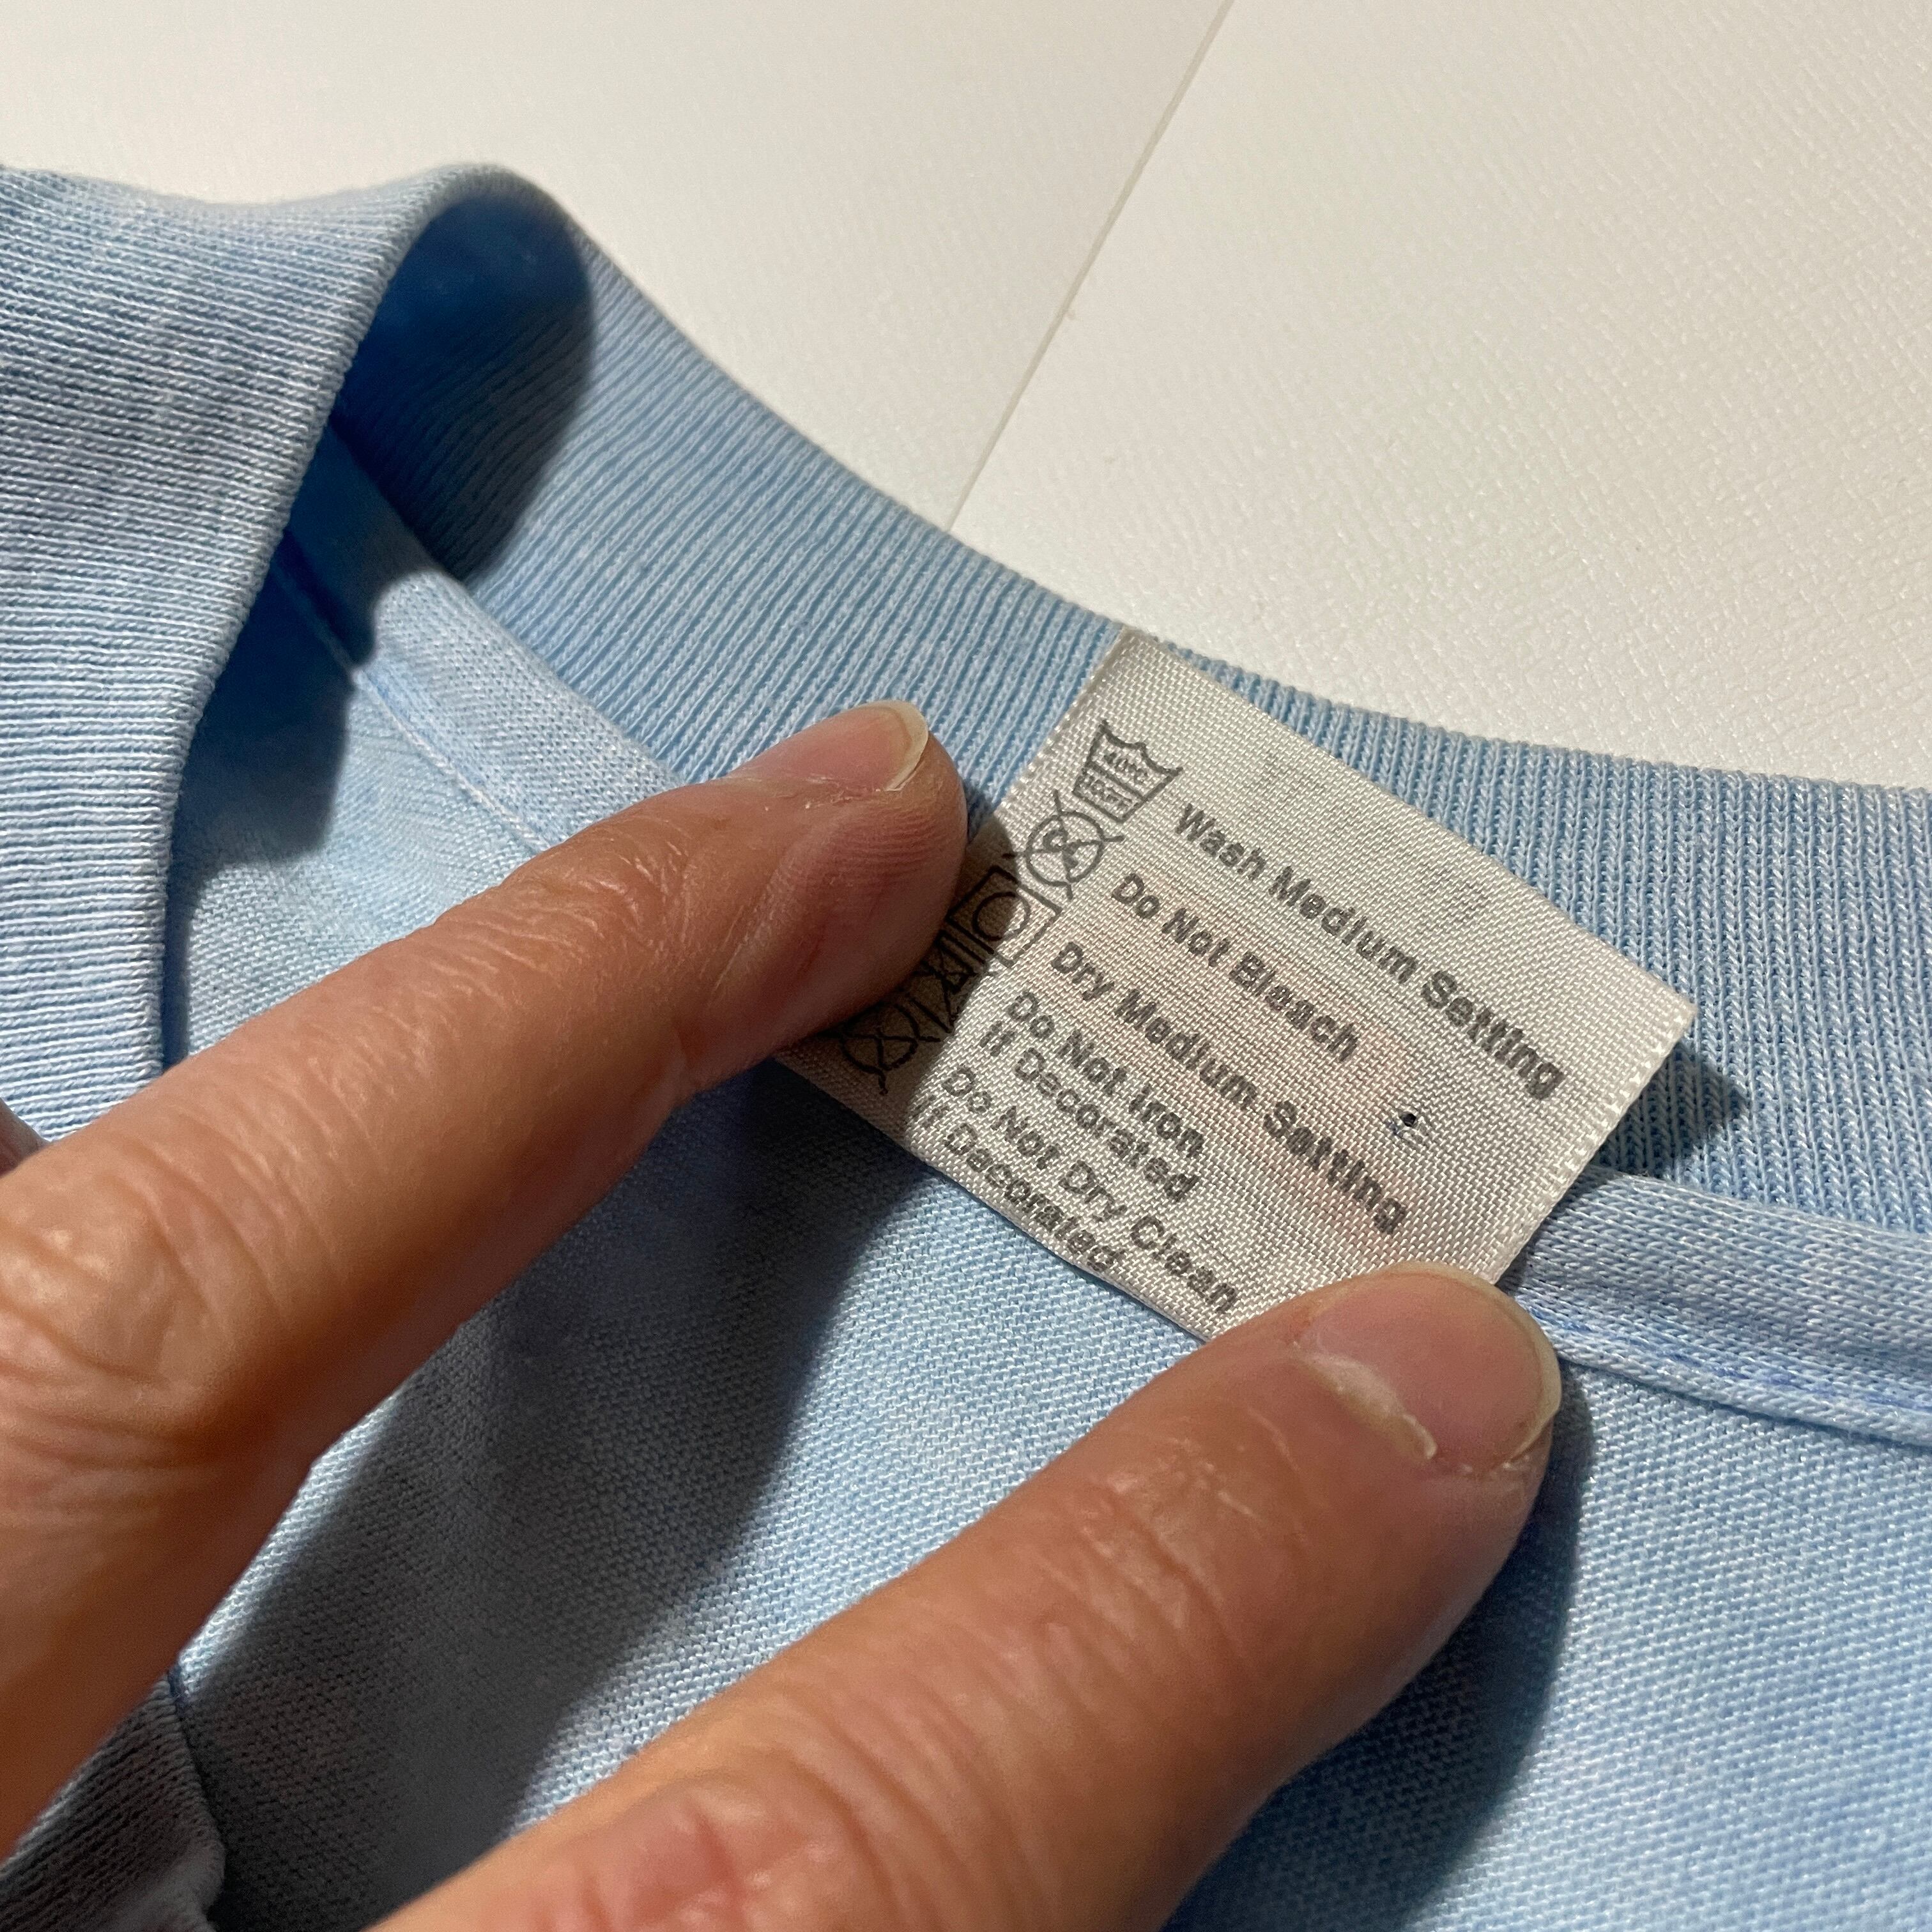 Wash Medium Setting
Do Not Bleach
Dry Medium Setting
Do Not Iron
If Decorated
Do Not Dry Clean
If Decorated